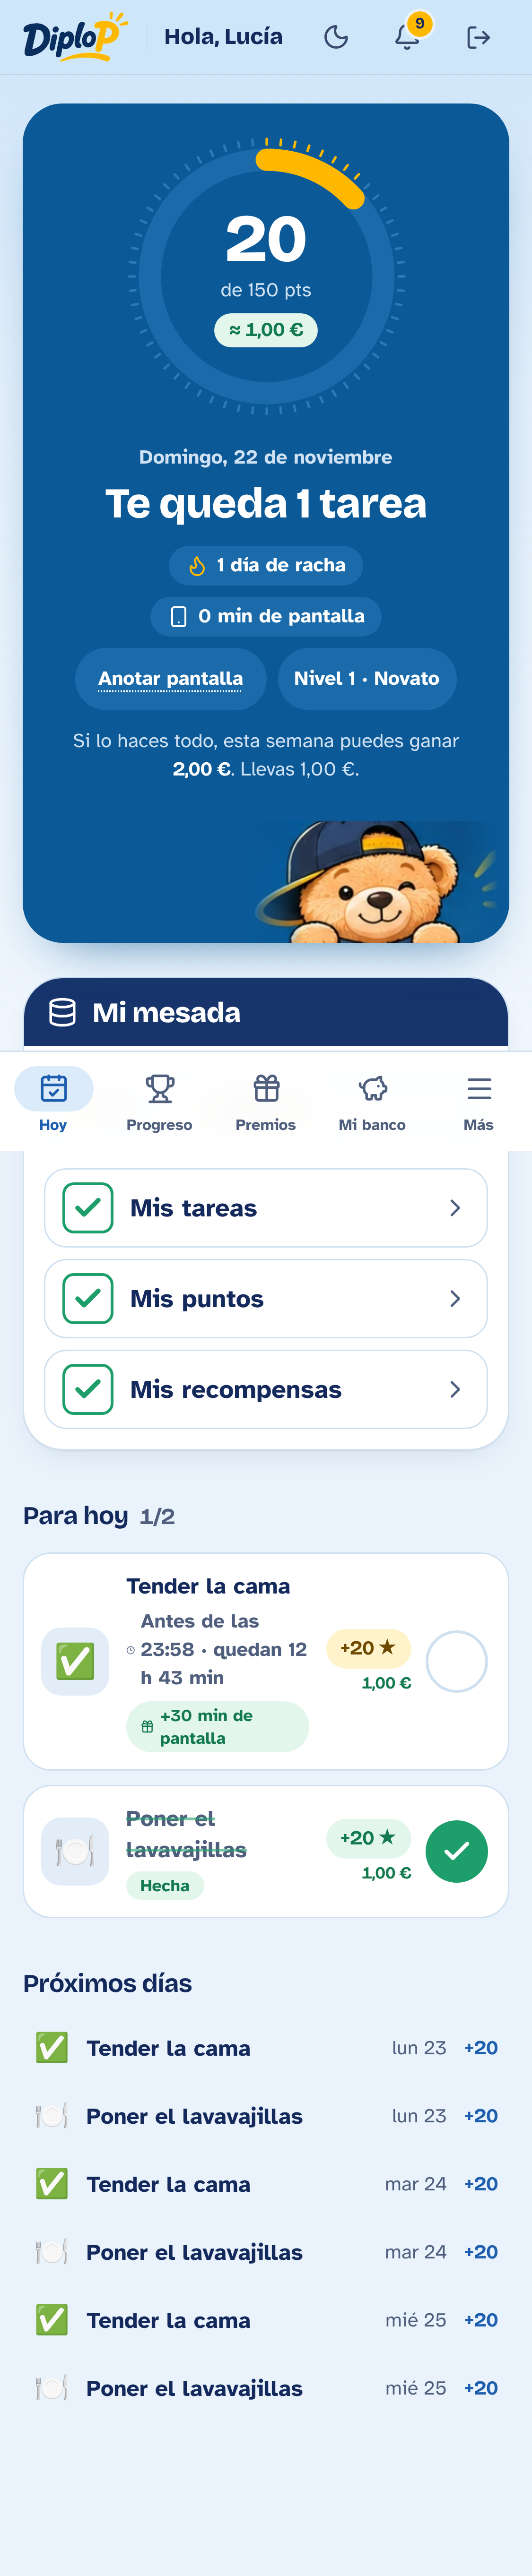 DiploP
Hola, Lucía
9
20
de 150 pts
≈ 1,00 €
Domingo, 22 de noviembre
Te queda 1 tarea
1 día de racha
0 min de pantalla
Anotar pantalla
Nivel 1 · Novato
Si lo haces todo, esta semana puedes ganar
2,00 €. Llevas 1,00 €.
Mi mesada
Hoy
Progreso
Premios
Mi banco
Más
Mis tareas
Mis puntos
Mis recompensas
Para hoy 1/2
Tender la cama
Antes de las
23:58 · quedan 12
h 43 min
+30 min de
pantalla
+20 ★
1,00 €
Poner el
lavavajillas
Hecha
+20 ★
1,00 €
Próximos días
Tender la cama lun 23 +20
Poner el lavavajillas lun 23 +20
Tender la cama mar 24 +20
Poner el lavavajillas mar 24 +20
Tender la cama mié 25 +20
Poner el lavavajillas mié 25 +20